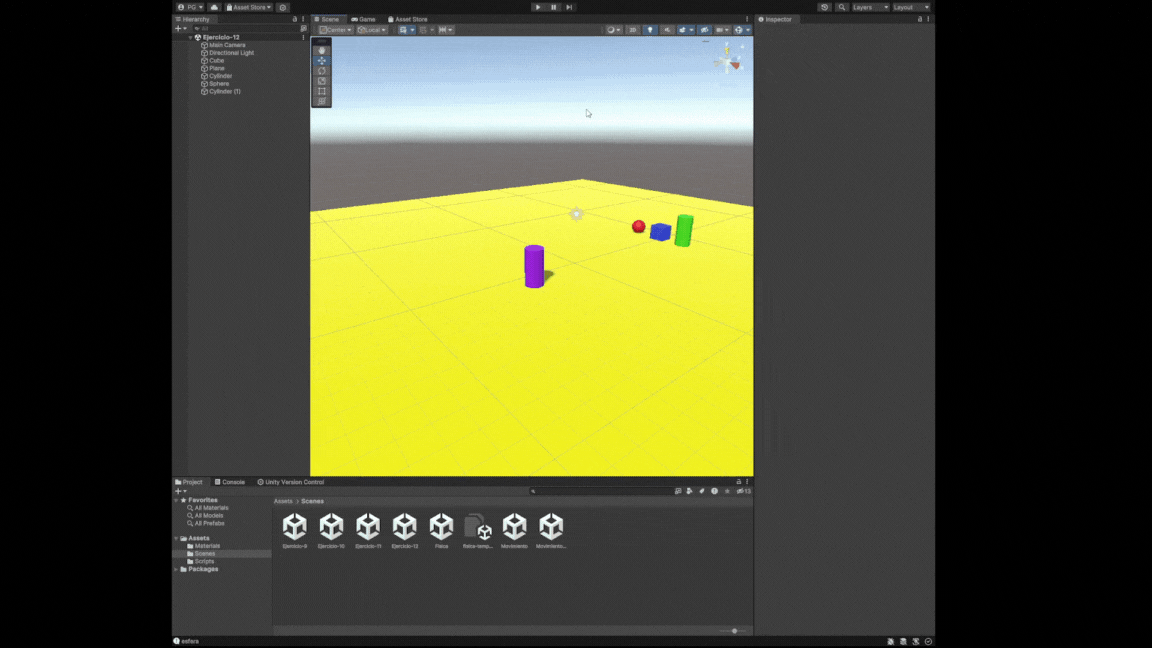 PG Asset Store Layers Layout
Hierarchy Scene Game Asset Store Inspector
All Center Local 2D
Ejercicio-12
Main Camera
Directional Light
Cube
Plane
Cylinder
Sphere
Cylinder (1)
Project Console Unity Version Control
13
Favorites
All Materials
All Models
All Prefabs
Assets
Materials
Scenes
Scripts
Packages
Assets > Scenes
Ejercicio-9 Ejercicio-10 Ejercicio-11 Ejercicio-12 Física Física-temp... Movimiento Movimiento...
esfera